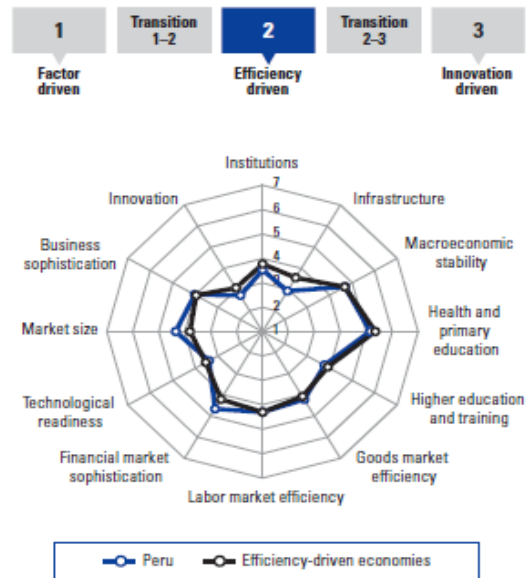 1
Transition
1–2
2
Transition
2–3
3
Factor
driven
Efficiency
driven
Innovation
driven
Institutions
7
Innovation
Infrastructure
6
5
Business
sophistication
Macroeconomic
stability
4
3
2
Market size
1
Health and
primary
education
Technological
readiness
Higher education
and training
Financial market
sophistication
Goods market
efficiency
Labor market efficiency
Peru
Efficiency-driven economies